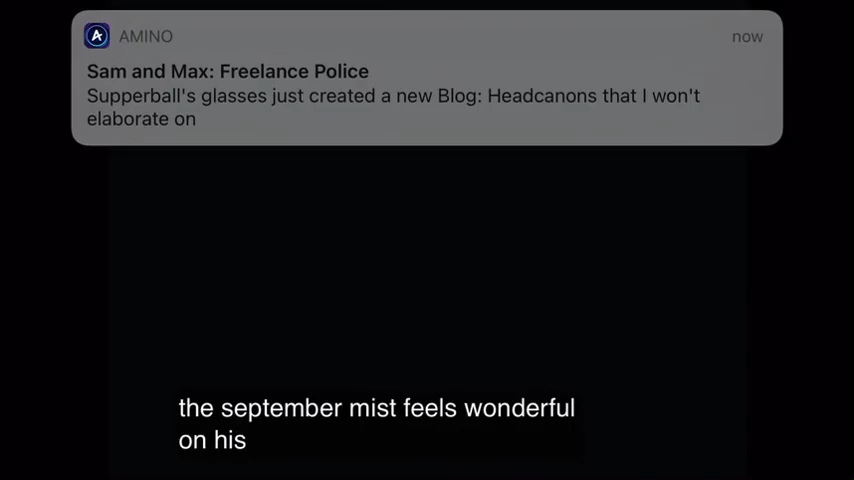 AMINO
now
Sam and Max: Freelance Police
Supperball's glasses just created a new Blog: Headcanons that I won't
elaborate on
the september mist feels wonderful
on his